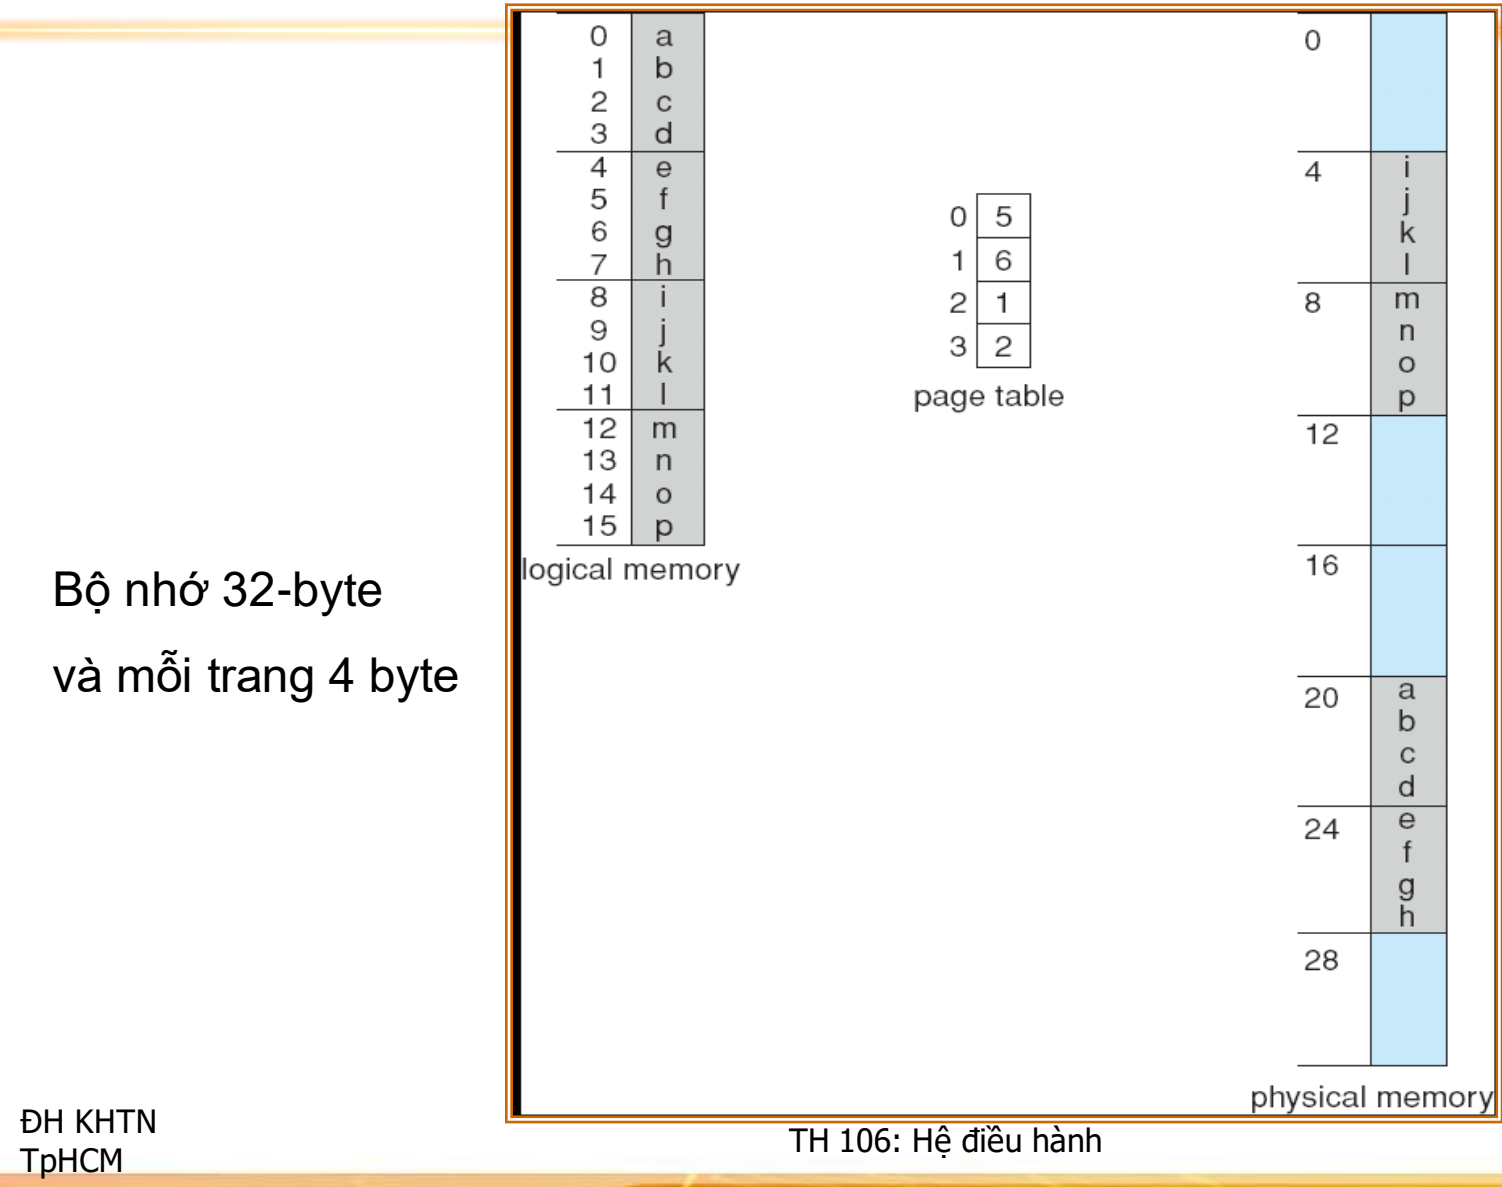 0 a
1 b
2 c
3 d
4 e
5 f
6 g
7 h
8 i
9 j
10 k
11 l
12 m
13 n
14 o
15 p
logical memory
0 5
1 6
2 1
3 2
page table
0
4 i
j
k
l
8 m
n
o
p
12
16
20 a
b
c
d
24 e
f
g
h
28
physical memory
Bộ nhớ 32-byte
và mỗi trang 4 byte
ĐH KHTN
TpHCM
TH 106: Hệ điều hành